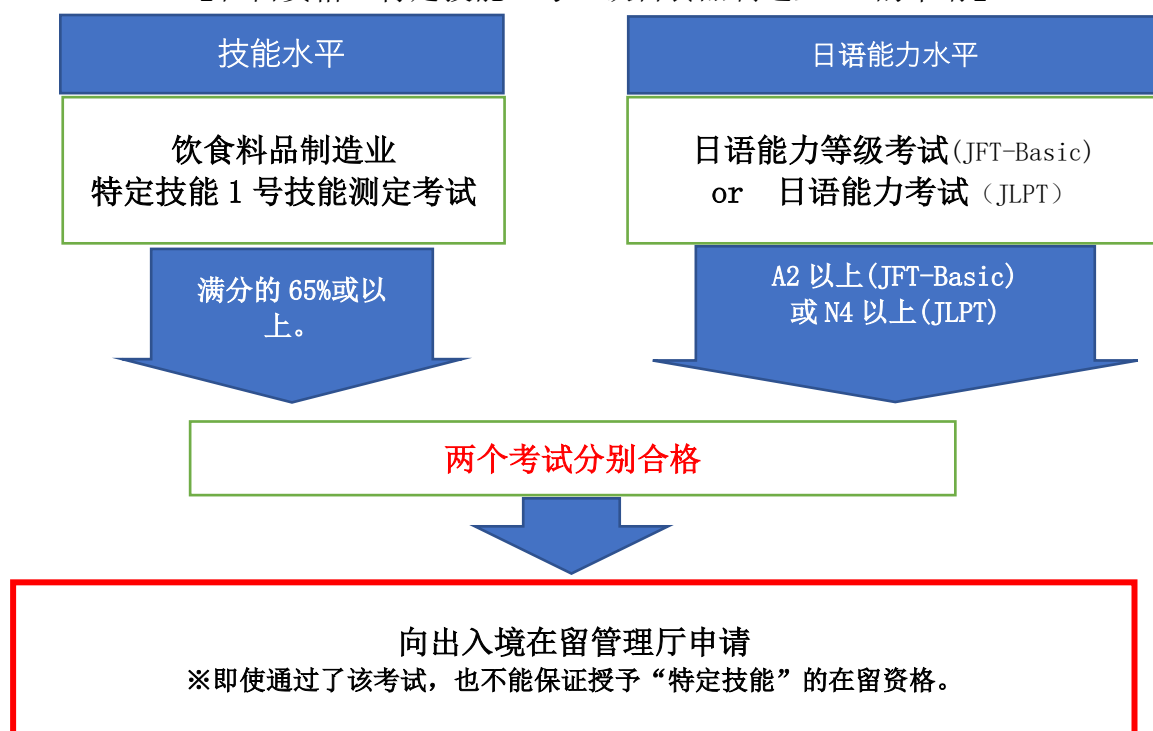 技能水平
日语能力水平
饮食料品制造业
特定技能 1 号技能测定考试
日语能力等级考试(JFT-Basic)
or 日语能力考试（JLPT）
满分的 65%或以
上。
A2 以上(JFT-Basic)
或 N4 以上(JLPT)
两个考试分别合格
向出入境在留管理厅申请
※即使通过了该考试，也不能保证授予“特定技能”的在留资格。